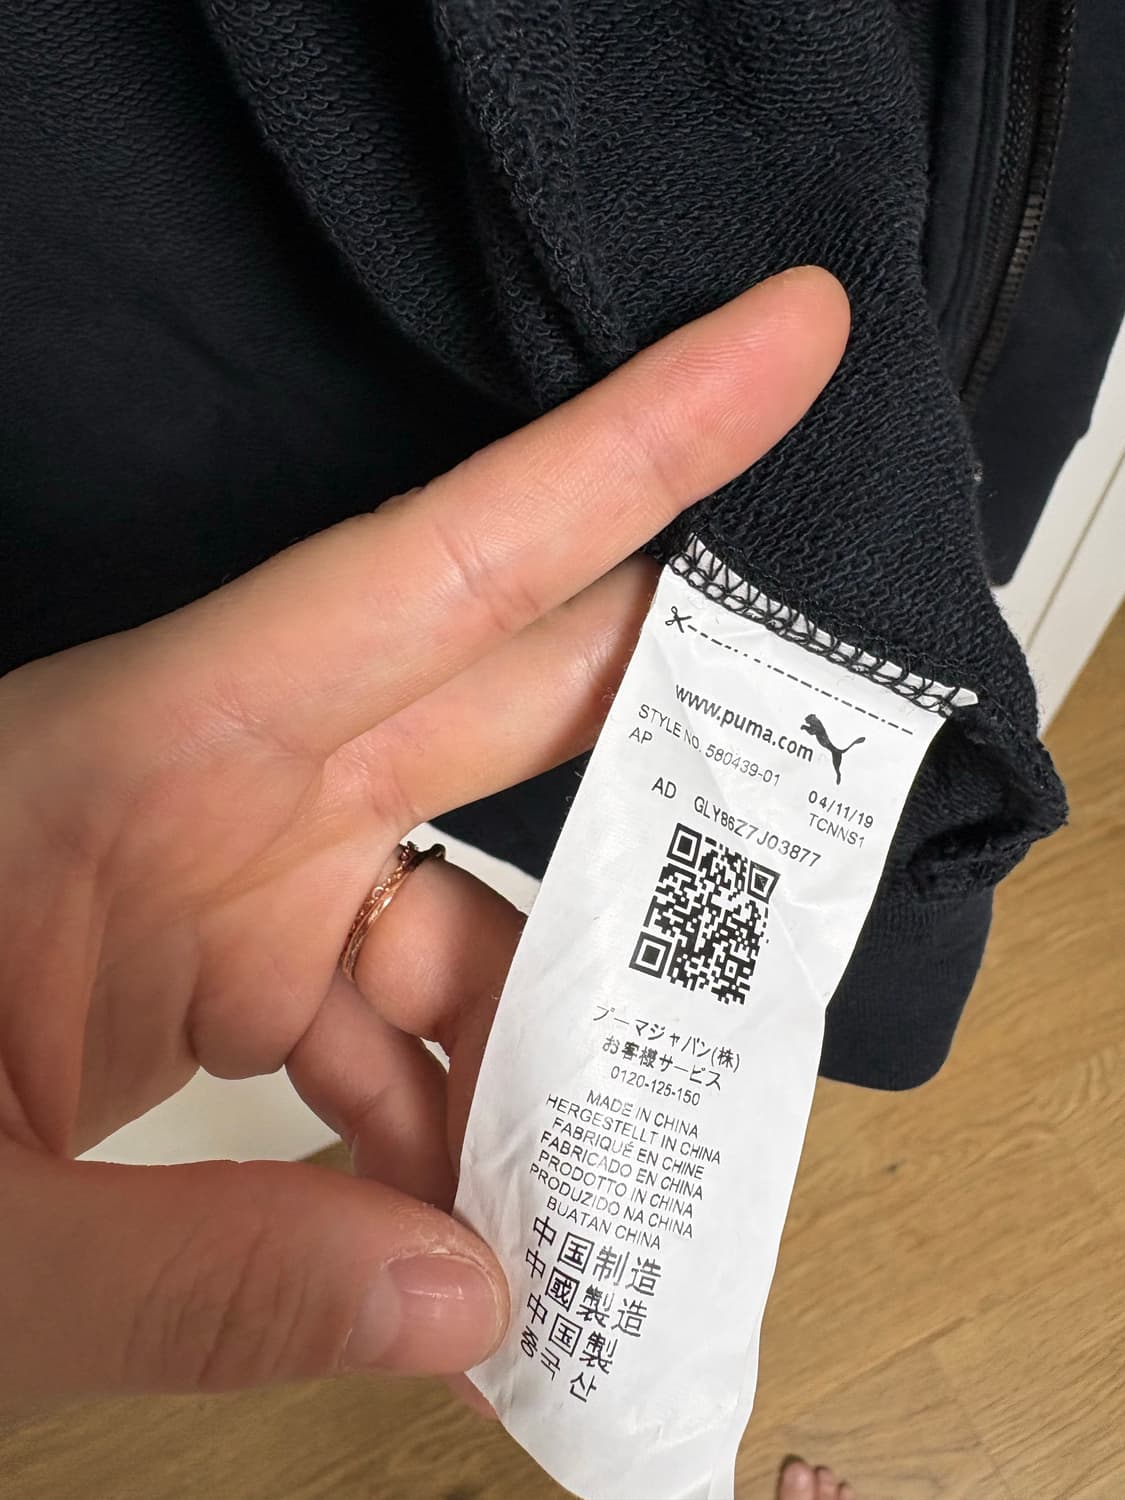 www.puma.com
STYLE NO. 580439-01
AP
04/11/19
TCNNS1
AD GLY86Z7J03877
プーマジャパン(株)
お客様サービス
0120-125-150
MADE IN CHINA
HERGESTELLT IN CHINA
FABRIQUÉ EN CHINE
FABRICADO EN CHINA
PRODOTTO IN CHINA
PRODUZIDO NA CHINA
BUATAN CHINA
中国制造
中國製造
中国製
중국산